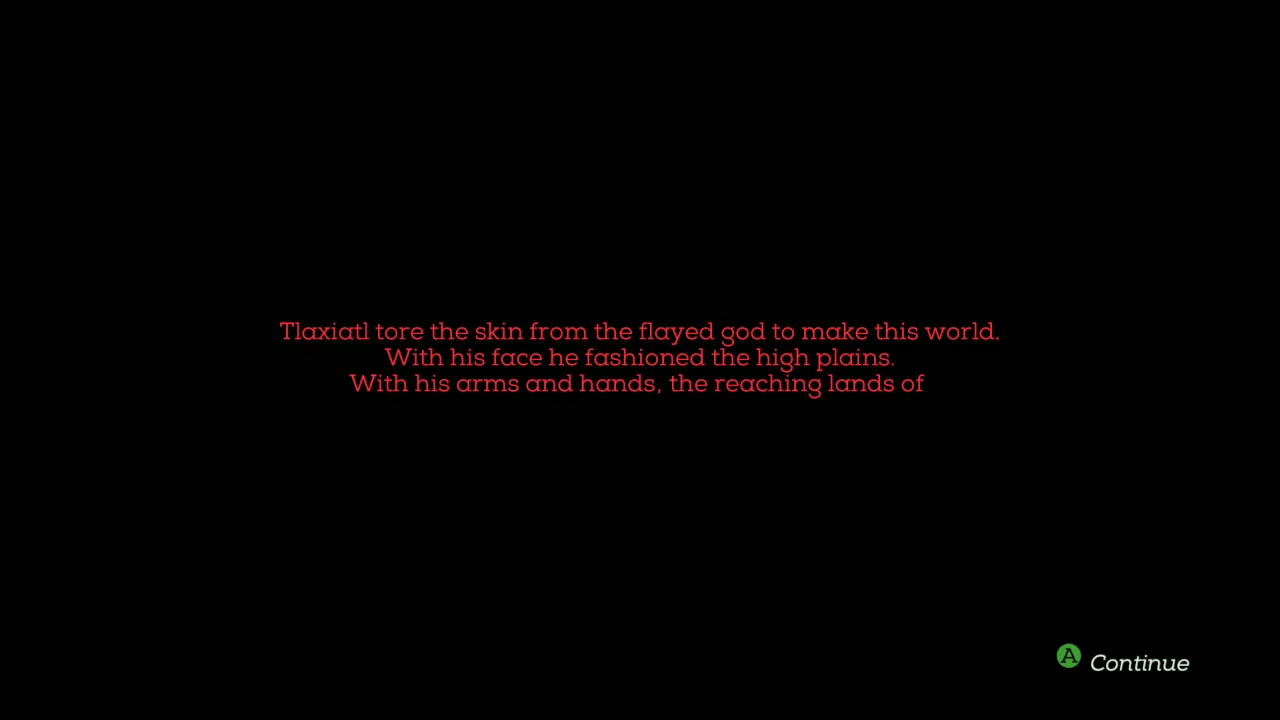 Tlaxiatl tore the skin from the flayed god to make this world.
With his face he fashioned the high plains.
With his arms and hands, the reaching lands of
A Continue